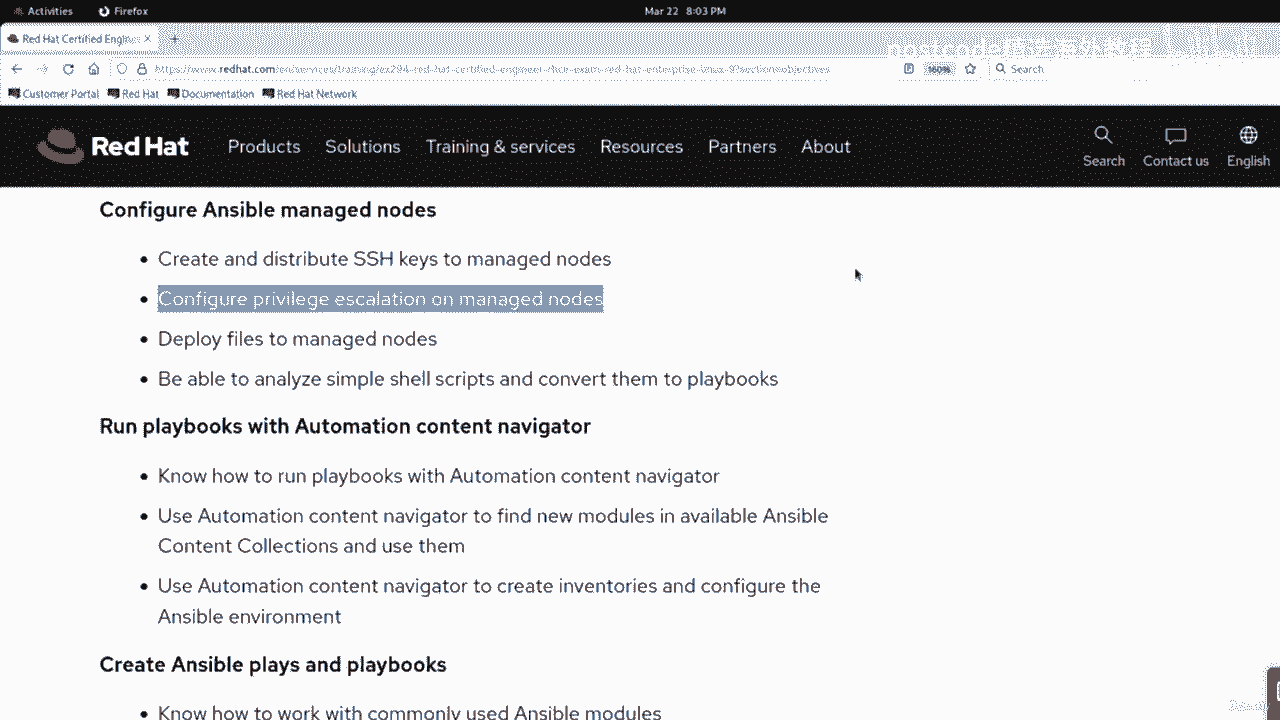 Activities
Firefox
Mar 22 8:03 PM
Red Hat Certified Engine
https://www.redhat.com/en/services/training/ex294-red-hat-certified-engineer-rhce-exam-red-hat-enterprise-linux-9?section=objectives
160%
Search
Customer Portal
Red Hat
Documentation
Red Hat Network
Red Hat
Products
Solutions
Training & services
Resources
Partners
About
Search
Contact us
English
Configure Ansible managed nodes
Create and distribute SSH keys to managed nodes
Configure privilege escalation on managed nodes
Deploy files to managed nodes
Be able to analyze simple shell scripts and convert them to playbooks
Run playbooks with Automation content navigator
Know how to run playbooks with Automation content navigator
Use Automation content navigator to find new modules in available Ansible
Content Collections and use them
Use Automation content navigator to create inventories and configure the
Ansible environment
Create Ansible plays and playbooks
Know how to work with commonly used Ansible modules